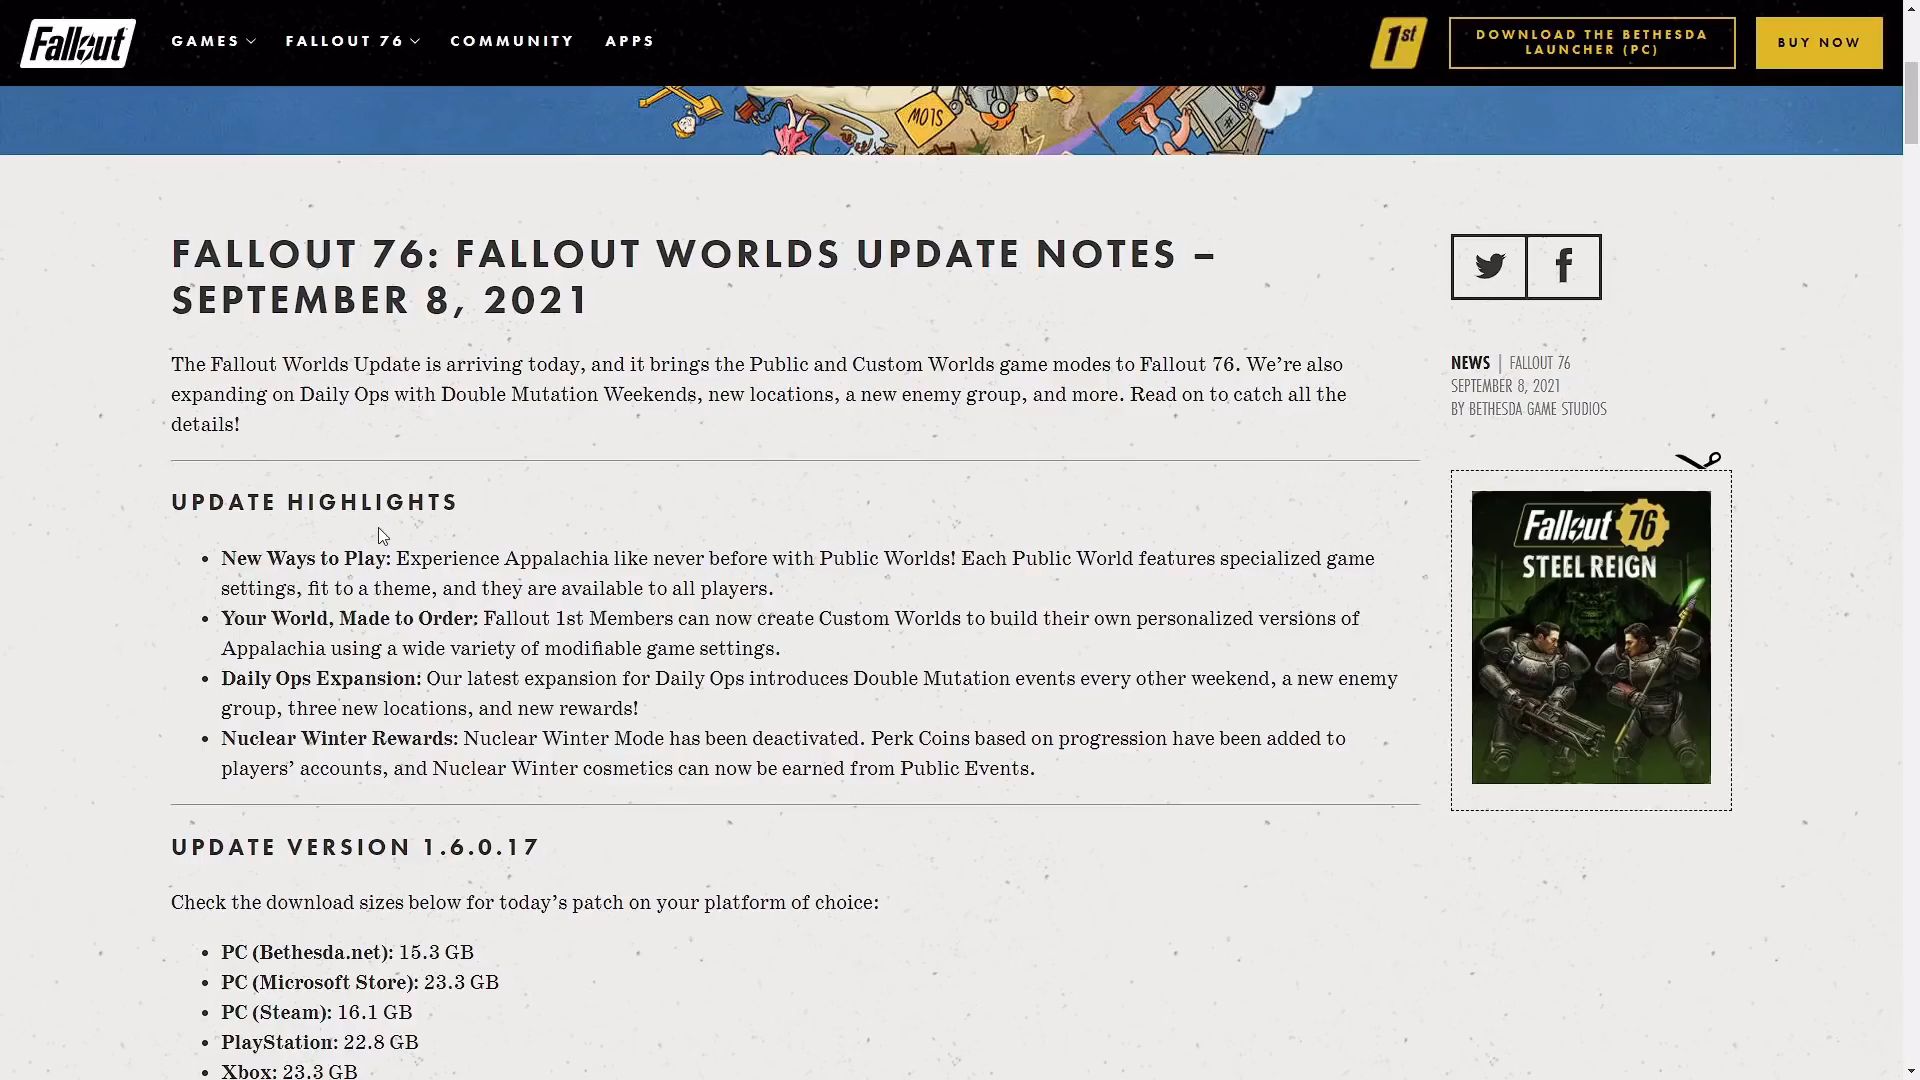 Fallout
GAMES
FALLOUT 76
COMMUNITY
APPS
1st
DOWNLOAD THE BETHESDA
LAUNCHER (PC)
BUY NOW
SLOW
FALLOUT 76: FALLOUT WORLDS UPDATE NOTES –
SEPTEMBER 8, 2021
The Fallout Worlds Update is arriving today, and it brings the Public and Custom Worlds game modes to Fallout 76. We’re also
expanding on Daily Ops with Double Mutation Weekends, new locations, a new enemy group, and more. Read on to catch all the
details!
NEWS | FALLOUT 76
SEPTEMBER 8, 2021
BY BETHESDA GAME STUDIOS
Fallout 76
STEEL REIGN
UPDATE HIGHLIGHTS
• New Ways to Play: Experience Appalachia like never before with Public Worlds! Each Public World features specialized game
settings, fit to a theme, and they are available to all players.
• Your World, Made to Order: Fallout 1st Members can now create Custom Worlds to build their own personalized versions of
Appalachia using a wide variety of modifiable game settings.
• Daily Ops Expansion: Our latest expansion for Daily Ops introduces Double Mutation events every other weekend, a new enemy
group, three new locations, and new rewards!
• Nuclear Winter Rewards: Nuclear Winter Mode has been deactivated. Perk Coins based on progression have been added to
players’ accounts, and Nuclear Winter cosmetics can now be earned from Public Events.
UPDATE VERSION 1.6.0.17
Check the download sizes below for today’s patch on your platform of choice:
• PC (Bethesda.net): 15.3 GB
• PC (Microsoft Store): 23.3 GB
• PC (Steam): 16.1 GB
• PlayStation: 22.8 GB
• Xbox: 23.3 GB